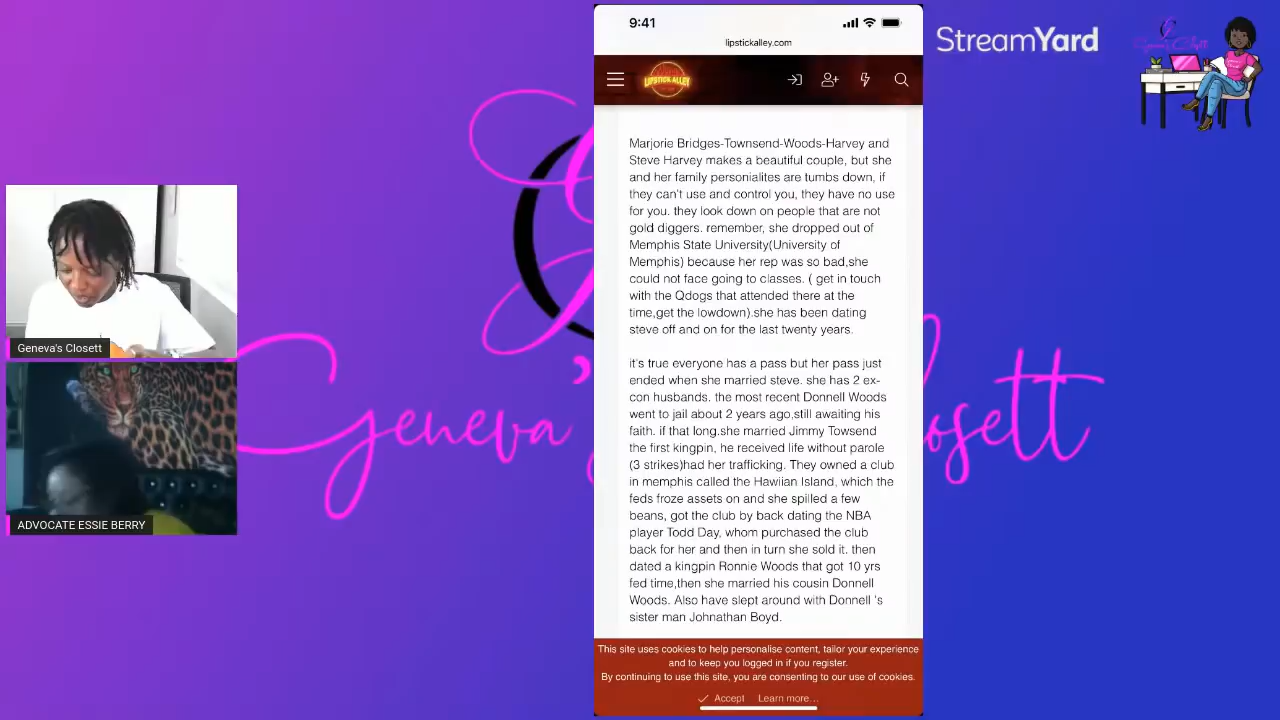 9:41
lipstickalley.com
LIPSTICK ALLEY
Marjorie Bridges-Townsend-Woods-Harvey and
Steve Harvey makes a beautiful couple, but she
and her family personialites are tumbs down, if
they can't use and control you, they have no use
for you. they look down on people that are not
gold diggers. remember, she dropped out of
Memphis State University(University of
Memphis) because her rep was so bad,she
could not face going to classes. ( get in touch
with the Qdogs that attended there at the
time,get the lowdown).she has been dating
steve off and on for the last twenty years.
it's true everyone has a pass but her pass just
ended when she married steve. she has 2 ex-
con husbands. the most recent Donnell Woods
went to jail about 2 years ago,still awaiting his
faith. if that long.she married Jimmy Towsend
the first kingpin, he received life without parole
(3 strikes)had her trafficking. They owned a club
in memphis called the Hawiian Island, which the
feds froze assets on and she spilled a few
beans, got the club by back dating the NBA
player Todd Day, whom purchased the club
back for her and then in turn she sold it. then
dated a kingpin Ronnie Woods that got 10 yrs
fed time,then she married his cousin Donnell
Woods. Also have slept around with Donnell 's
sister man Johnathan Boyd.
This site uses cookies to help personalise content, tailor your experience
and to keep you logged in if you register.
By continuing to use this site, you are consenting to our use of cookies.
Accept Learn more…
StreamYard
Geneva's Closett
Geneva's Closett
Geneva's Closett
ADVOCATE ESSIE BERRY